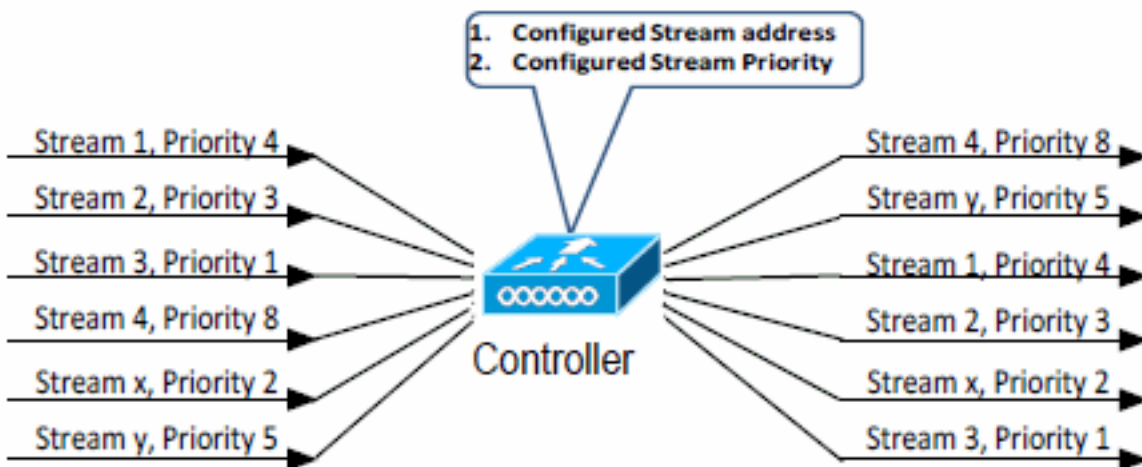 1. Configured Stream address
2. Configured Stream Priority
Stream 1, Priority 4
Stream 2, Priority 3
Stream 3, Priority 1
Stream 4, Priority 8
Stream x, Priority 2
Stream y, Priority 5
Controller
Stream 4, Priority 8
Stream y, Priority 5
Stream 1, Priority 4
Stream 2, Priority 3
Stream x, Priority 2
Stream 3, Priority 1